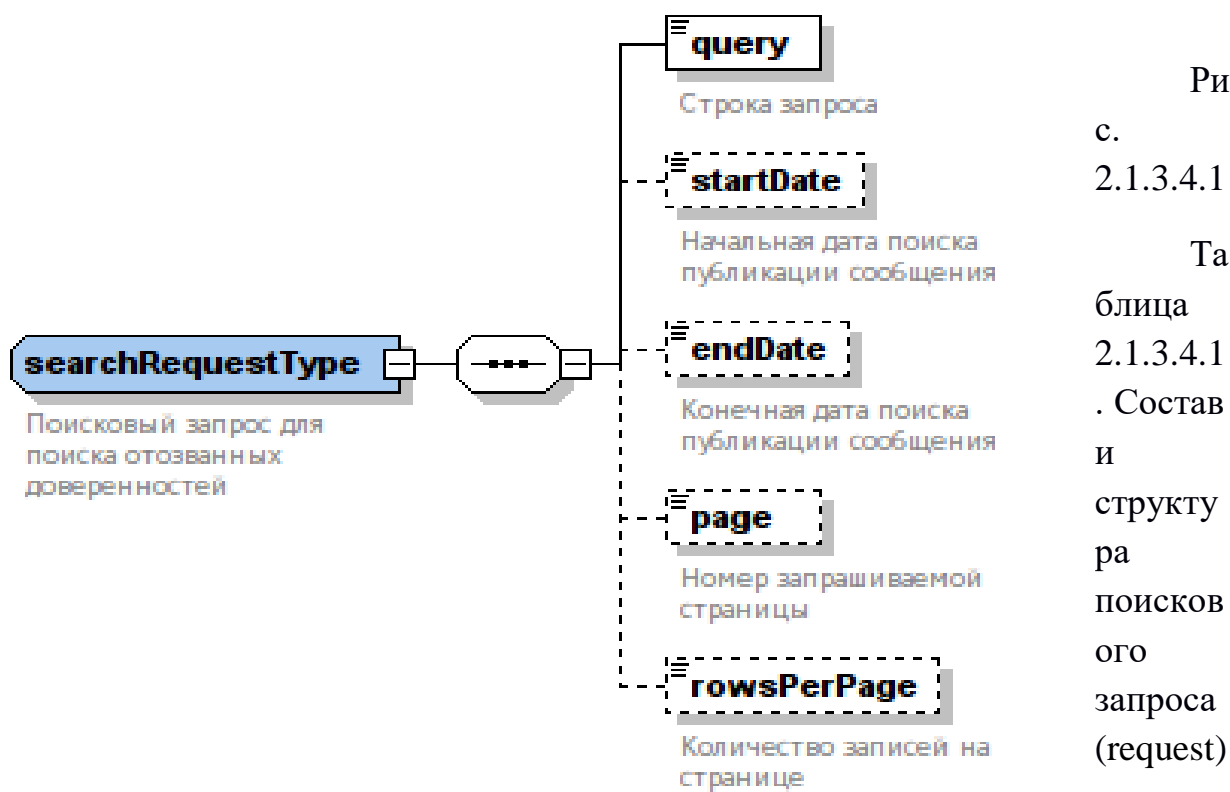 query
Строка запроса
startDate
Начальная дата поиска
публикации сообщения
endDate
Конечная дата поиска
публикации сообщения
searchRequestType
Поисковый запрос для
поиска отозванных
доверенностей
page
Номер запрашиваемой
страницы
rowsPerPage
Количество записей на
странице
Ри
с.
2.1.3.4.1
Та
блица
2.1.3.4.1
. Состав
и
структу
ра
поисков
ого
запроса
(request)